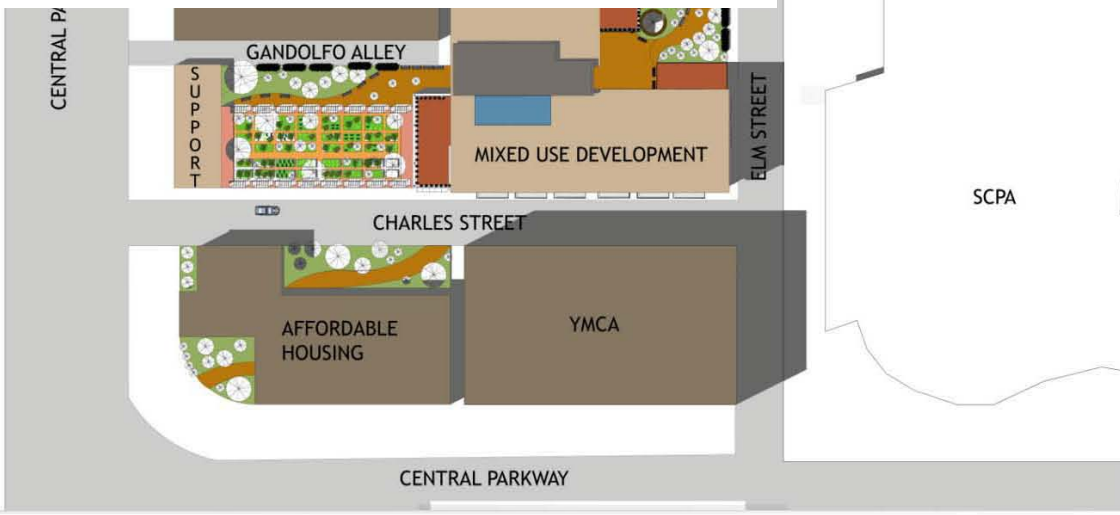 CENTRAL PA
GANDOLFO ALLEY
SUPPORT
MIXED USE DEVELOPMENT
ELM STREET
SCPA
CHARLES STREET
AFFORDABLE
HOUSING
YMCA
CENTRAL PARKWAY